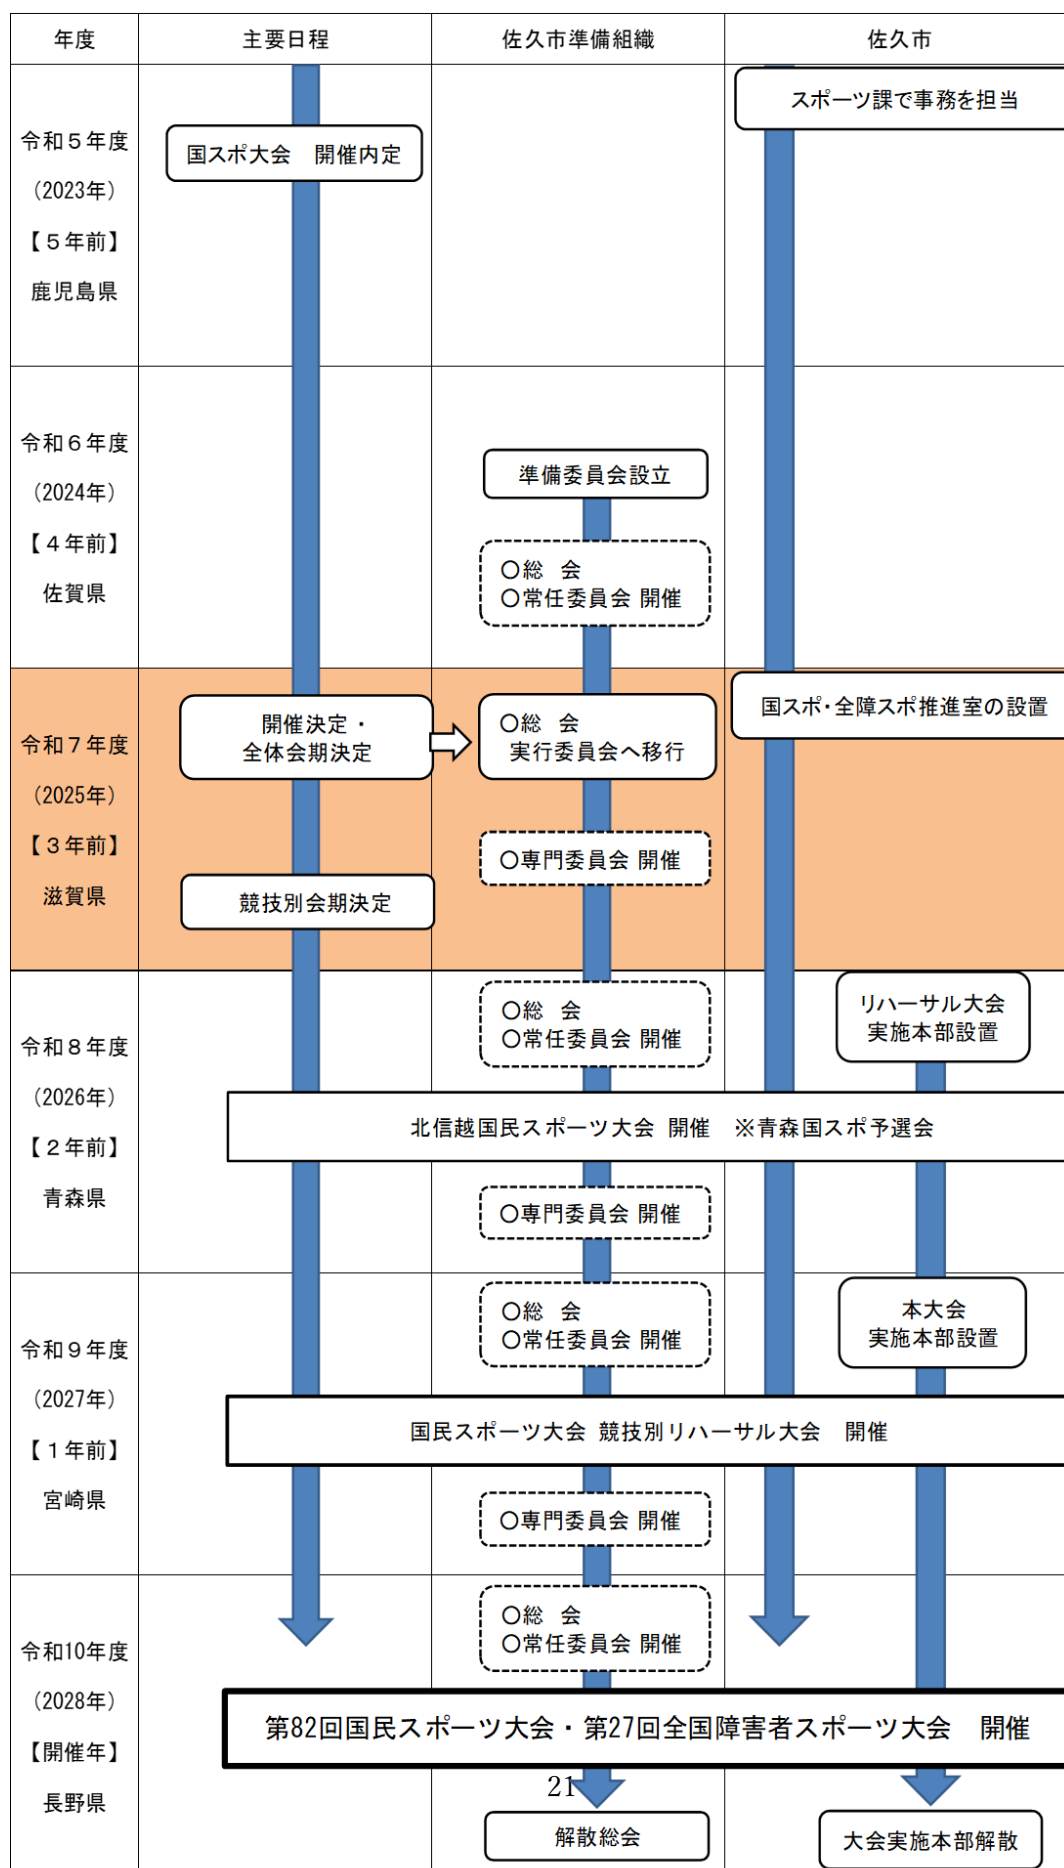 年度
主要日程
佐久市準備組織
佐久市
令和５年度
（2023年）
【５年前】
鹿児島県
国スポ大会　開催内定
スポーツ課で事務を担当
令和６年度
（2024年）
【４年前】
佐賀県
準備委員会設立
〇総　会
〇常任委員会 開催
令和７年度
（2025年）
【３年前】
滋賀県
開催決定・
全体会期決定
競技別会期決定
〇総　会
実行委員会へ移行
〇専門委員会 開催
国スポ・全障スポ推進室の設置
令和８年度
（2026年）
【２年前】
青森県
〇総　会
〇常任委員会 開催
リハーサル大会
実施本部設置
北信越国民スポーツ大会 開催　※青森国スポ予選会
〇専門委員会 開催
令和９年度
（2027年）
【１年前】
宮崎県
〇総　会
〇常任委員会 開催
本大会
実施本部設置
国民スポーツ大会 競技別リハーサル大会　開催
〇専門委員会 開催
令和10年度
（2028年）
【開催年】
長野県
〇総　会
〇常任委員会 開催
第82回国民スポーツ大会・第27回全国障害者スポーツ大会　開催
21
解散総会
大会実施本部解散